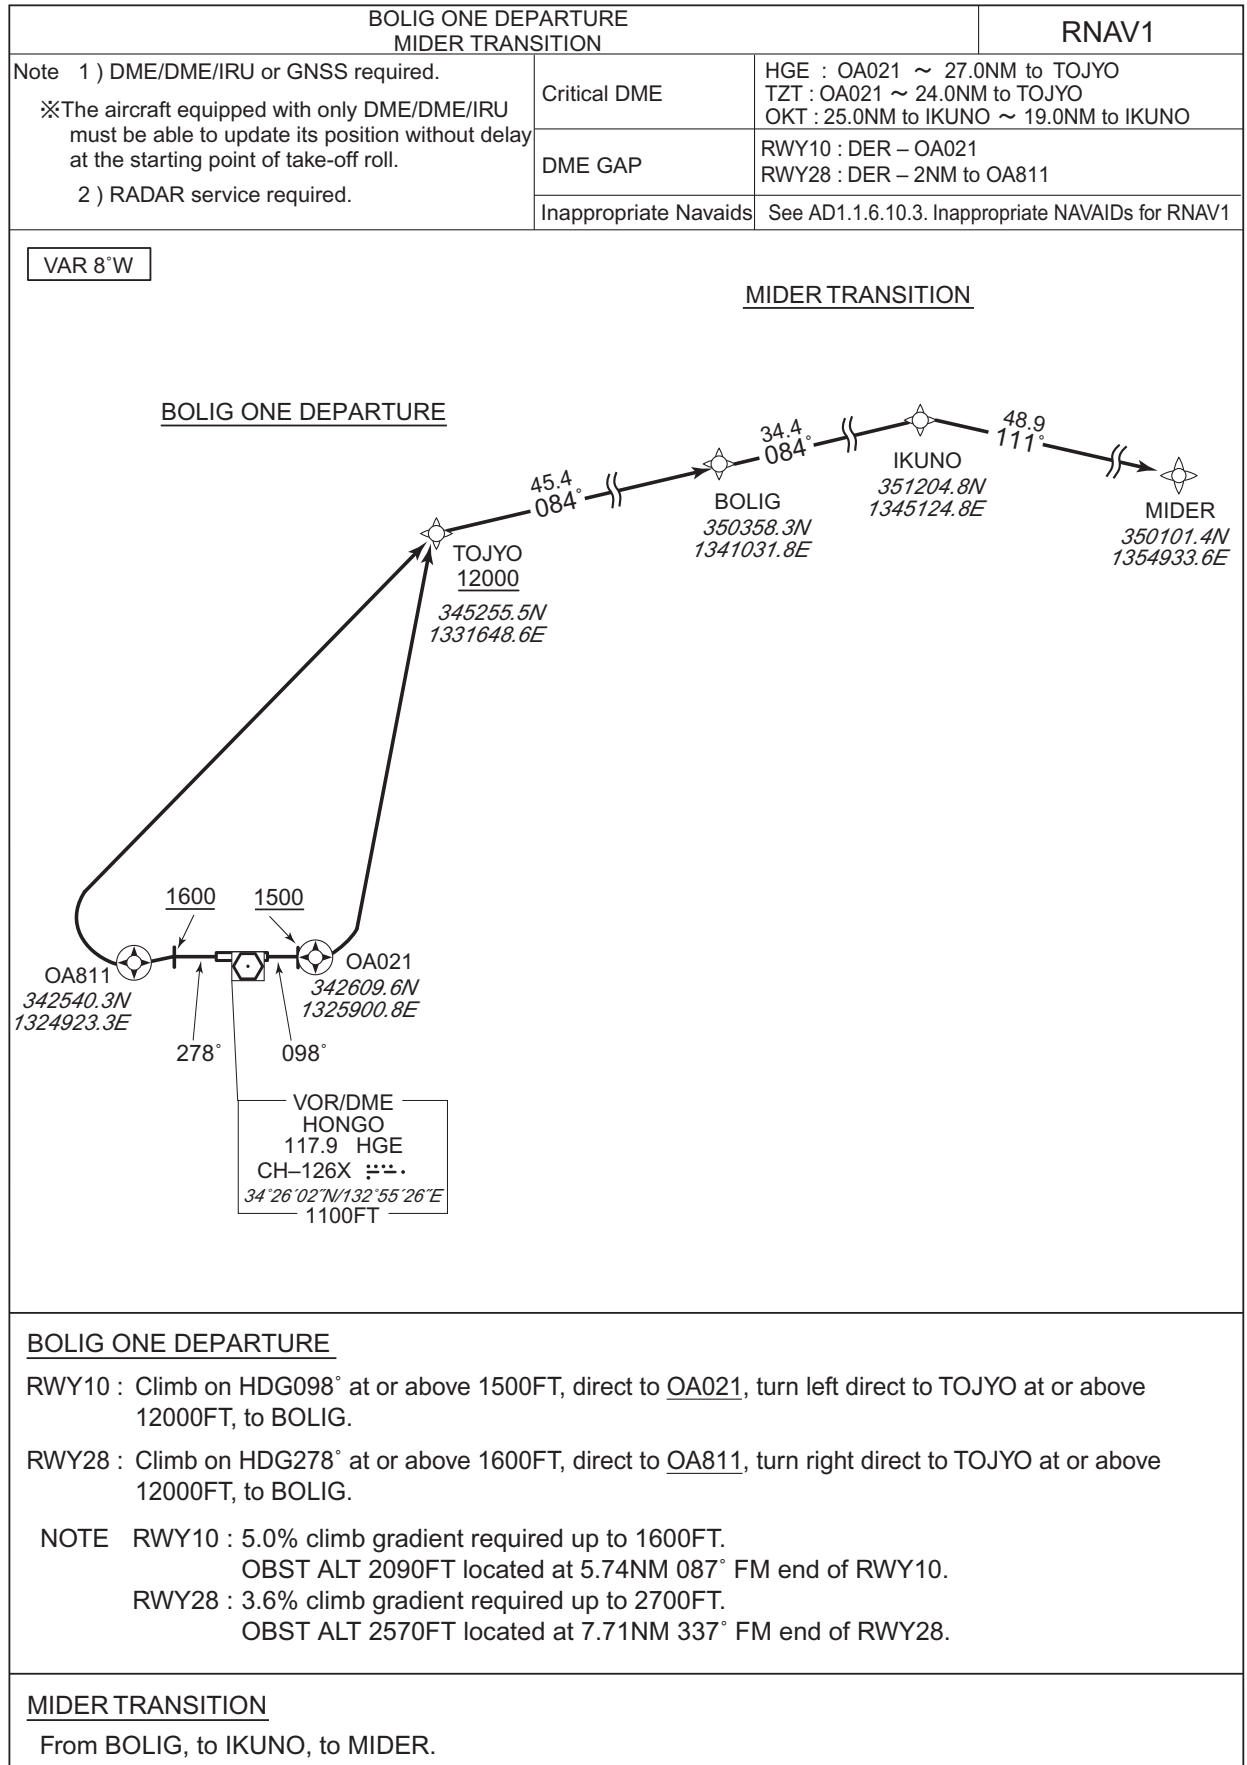 BOLIG ONE DEPARTURE
MIDER TRANSITION
RNAV1
Note 1 ) DME/DME/IRU or GNSS required.
※The aircraft equipped with only DME/DME/IRU
must be able to update its position without delay
at the starting point of take-off roll.
2 ) RADAR service required.
Critical DME
HGE : OA021 ~ 27.0NM to TOJYO
TZT : OA021 ~ 24.0NM to TOJYO
OKT : 25.0NM to IKUNO ~ 19.0NM to IKUNO
DME GAP
RWY10 : DER – OA021
RWY28 : DER – 2NM to OA811
Inappropriate Navaids
See AD1.1.6.10.3. Inappropriate NAVAIDs for RNAV1
VAR 8˚W
MIDER TRANSITION
BOLIG ONE DEPARTURE
45.4
084˚
34.4
084˚
48.9
111˚
TOJYO
12000
345255.5N
1331648.6E
BOLIG
350358.3N
1341031.8E
IKUNO
351204.8N
1345124.8E
MIDER
350101.4N
1354933.6E
1600
1500
OA811
342540.3N
1324923.3E
OA021
342609.6N
1325900.8E
278˚
098˚
VOR/DME
HONGO
117.9 HGE
CH–126X
34˚26´02˝N/132˚55´26˝E
1100FT
BOLIG ONE DEPARTURE
RWY10 : Climb on HDG098˚ at or above 1500FT, direct to OA021, turn left direct to TOJYO at or above
12000FT, to BOLIG.
RWY28 : Climb on HDG278˚ at or above 1600FT, direct to OA811, turn right direct to TOJYO at or above
12000FT, to BOLIG.
NOTE RWY10 : 5.0% climb gradient required up to 1600FT.
OBST ALT 2090FT located at 5.74NM 087˚ FM end of RWY10.
RWY28 : 3.6% climb gradient required up to 2700FT.
OBST ALT 2570FT located at 7.71NM 337˚ FM end of RWY28.
MIDER TRANSITION
From BOLIG, to IKUNO, to MIDER.